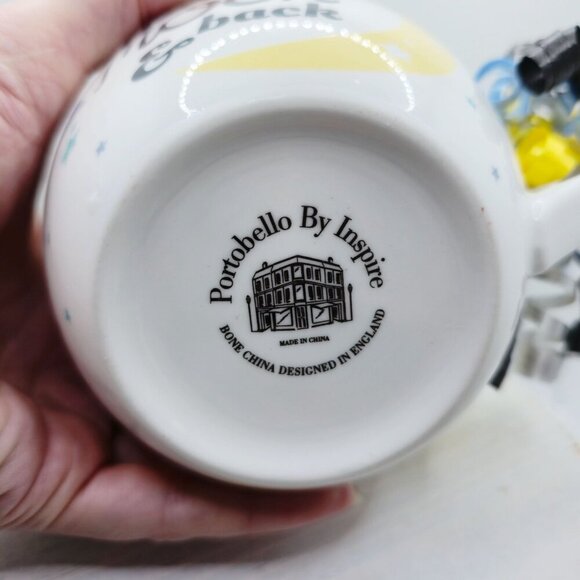 & back
Portobello By Inspire
MADE IN CHINA
BONE CHINA DESIGNED IN ENGLAND